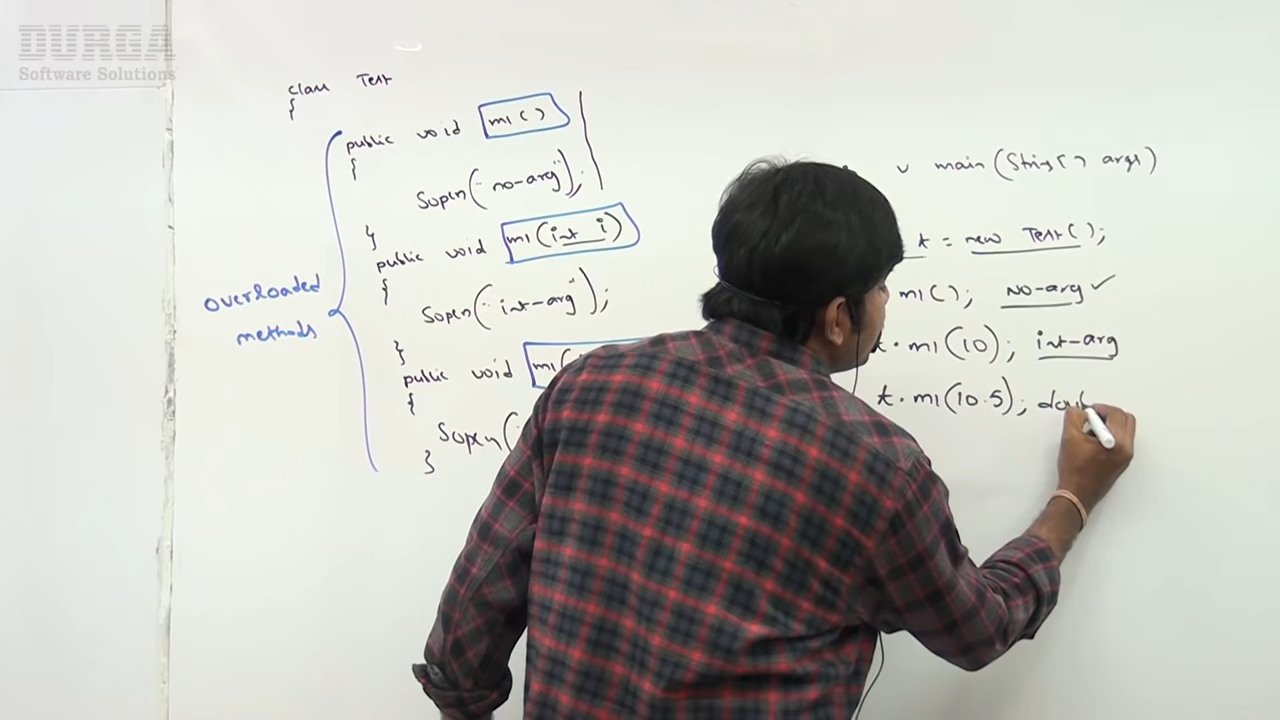 DURGA
Software Solutions
class Test
{
public void m1()
{
Sopln("no-arg");
}
public void m1(int i)
{
Sopln("int-arg");
}
public void m1(
{
Sopln(
}
overloaded
methods
v main(String[] args)
t = new Test();
m1(); no-arg ✓
t.m1(10); int-arg
t.m1(10.5); doub